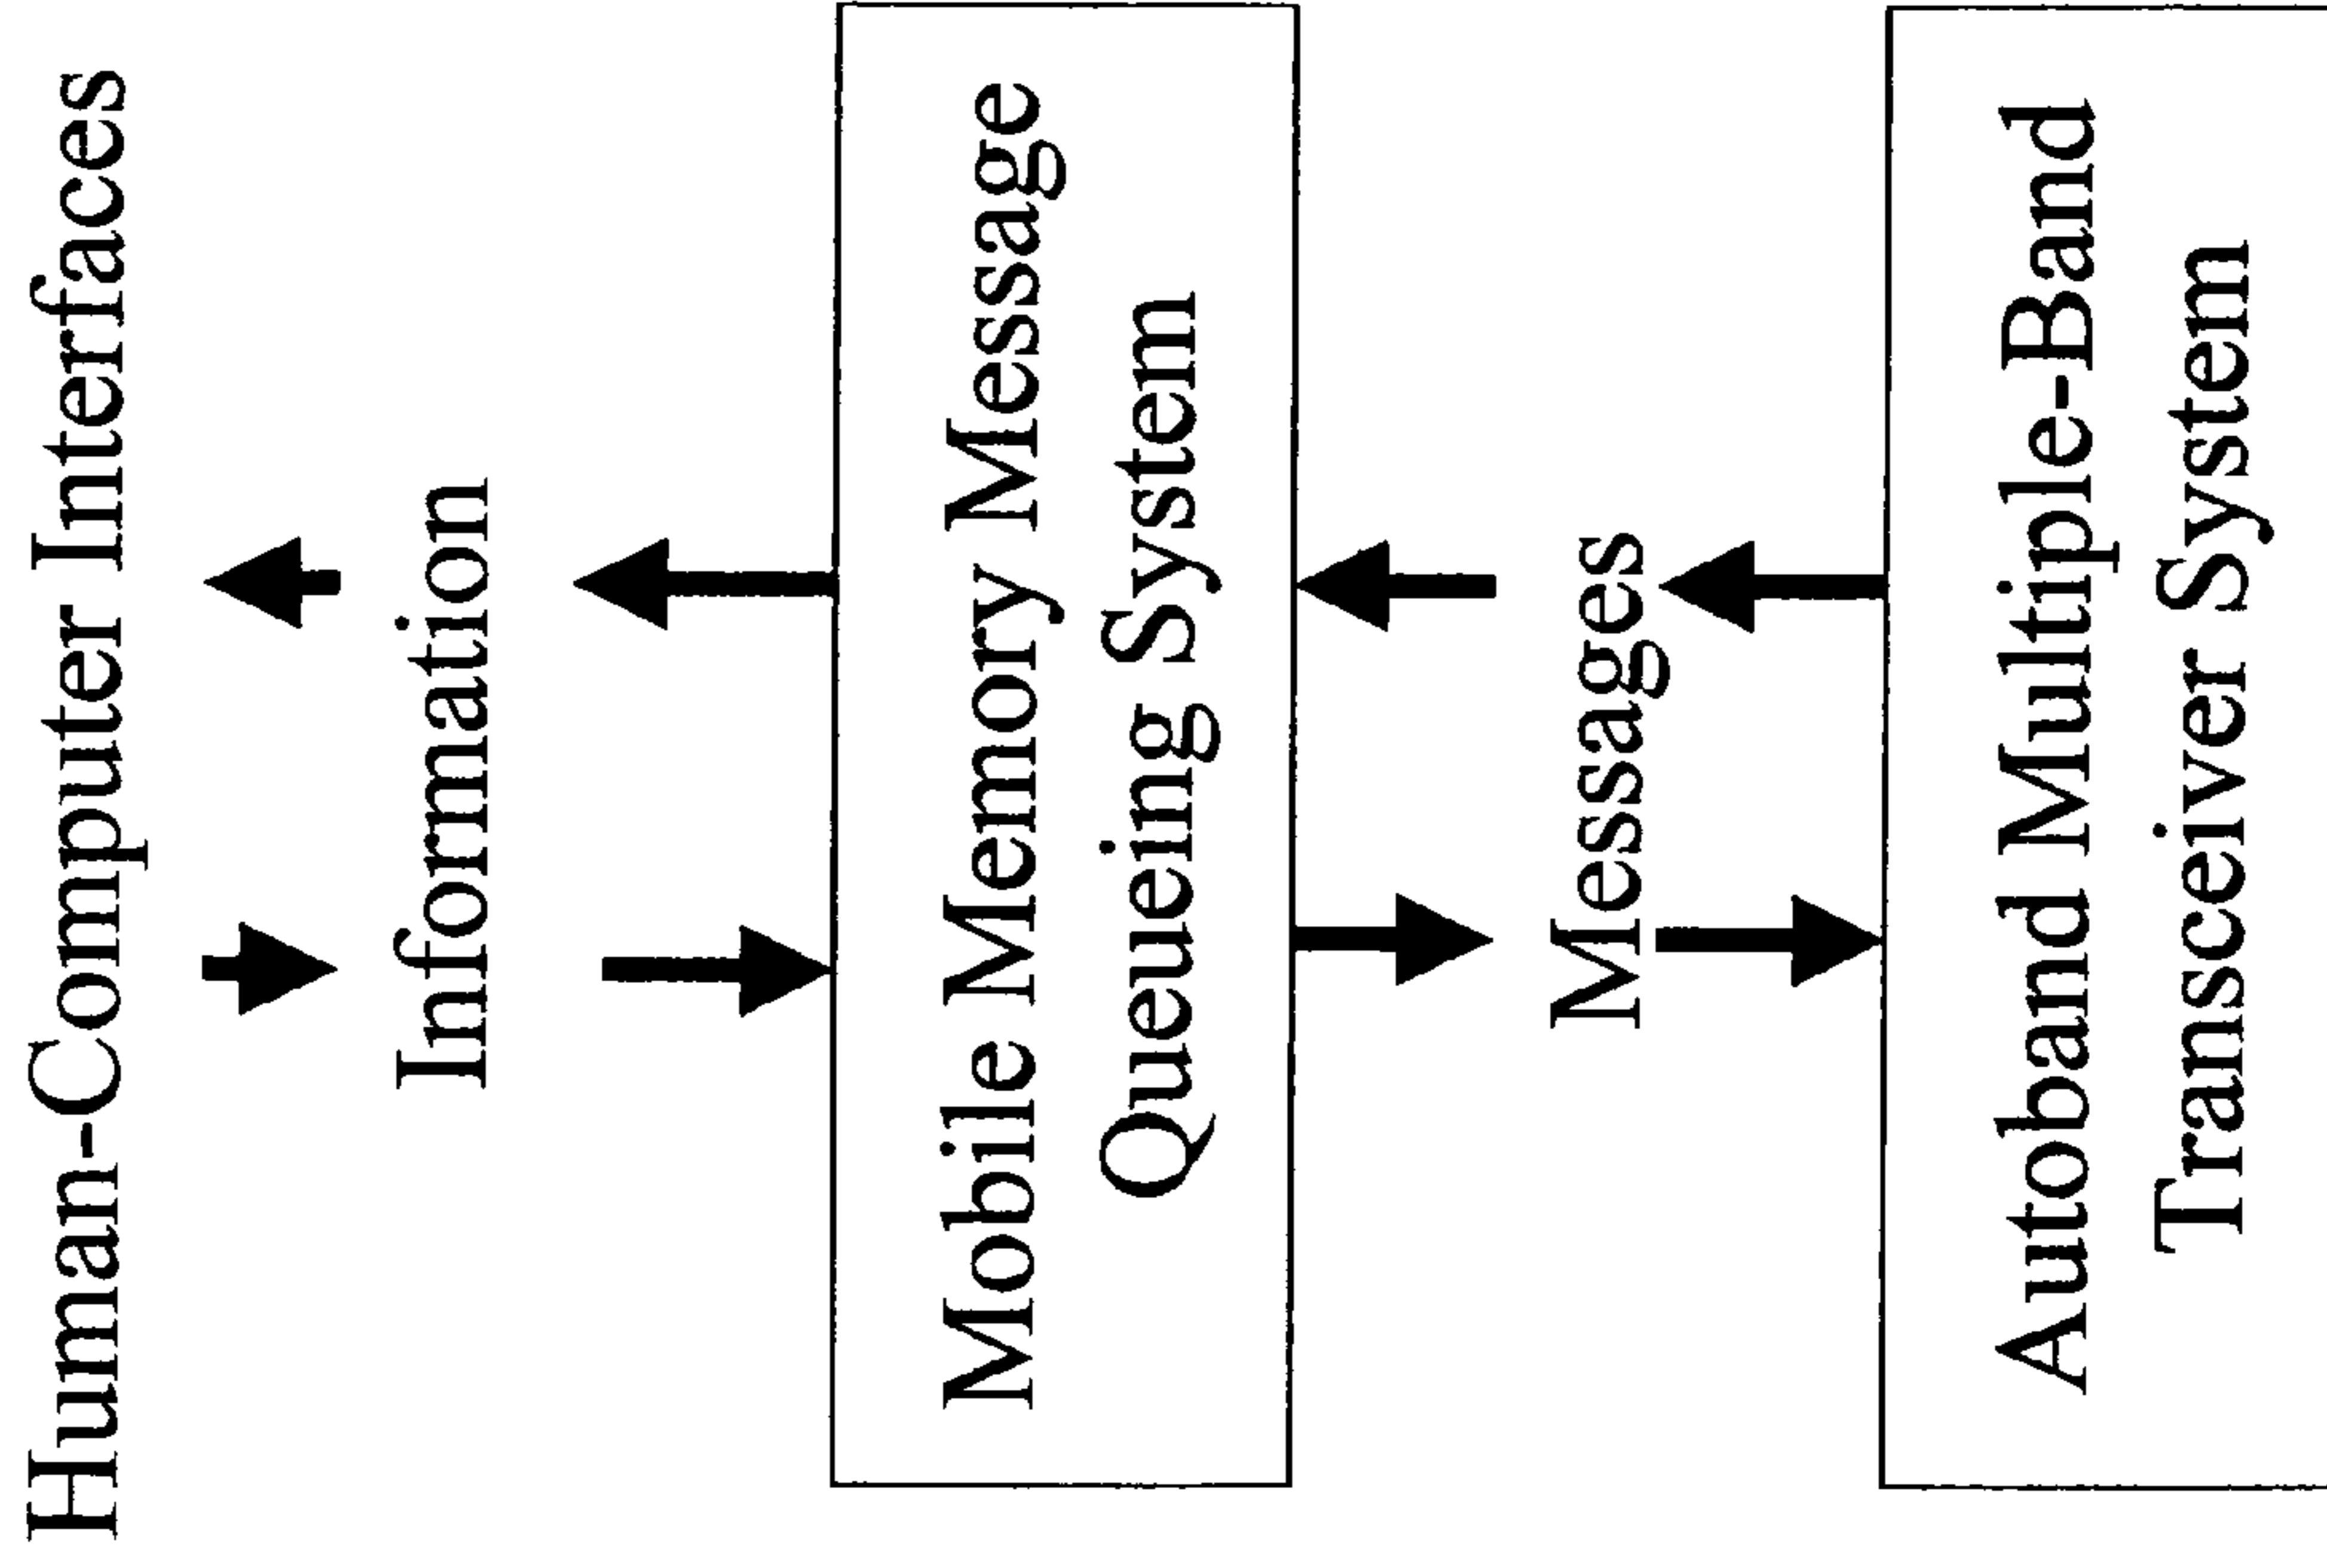 Human-Computer Interfaces
Information
Mobile Memory Message
Queueing System
Messages
Autoband Multiple-Band
Transceiver System